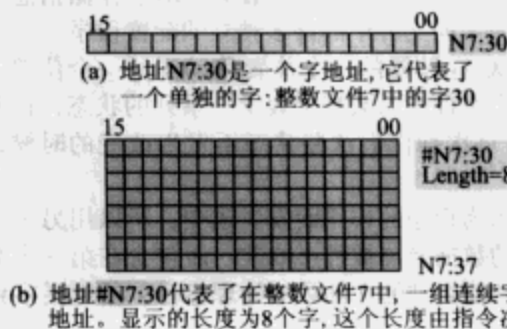 15 00
N7:30
(a) 地址N7:30是一个字地址,它代表了
一个单独的字:整数文件7中的字30
15 00
#N7:30
Length=8
N7:37
(b) 地址#N7:30代表了在整数文件7中,一组连续字
地址。显示的长度为8个字,这个长度由指令